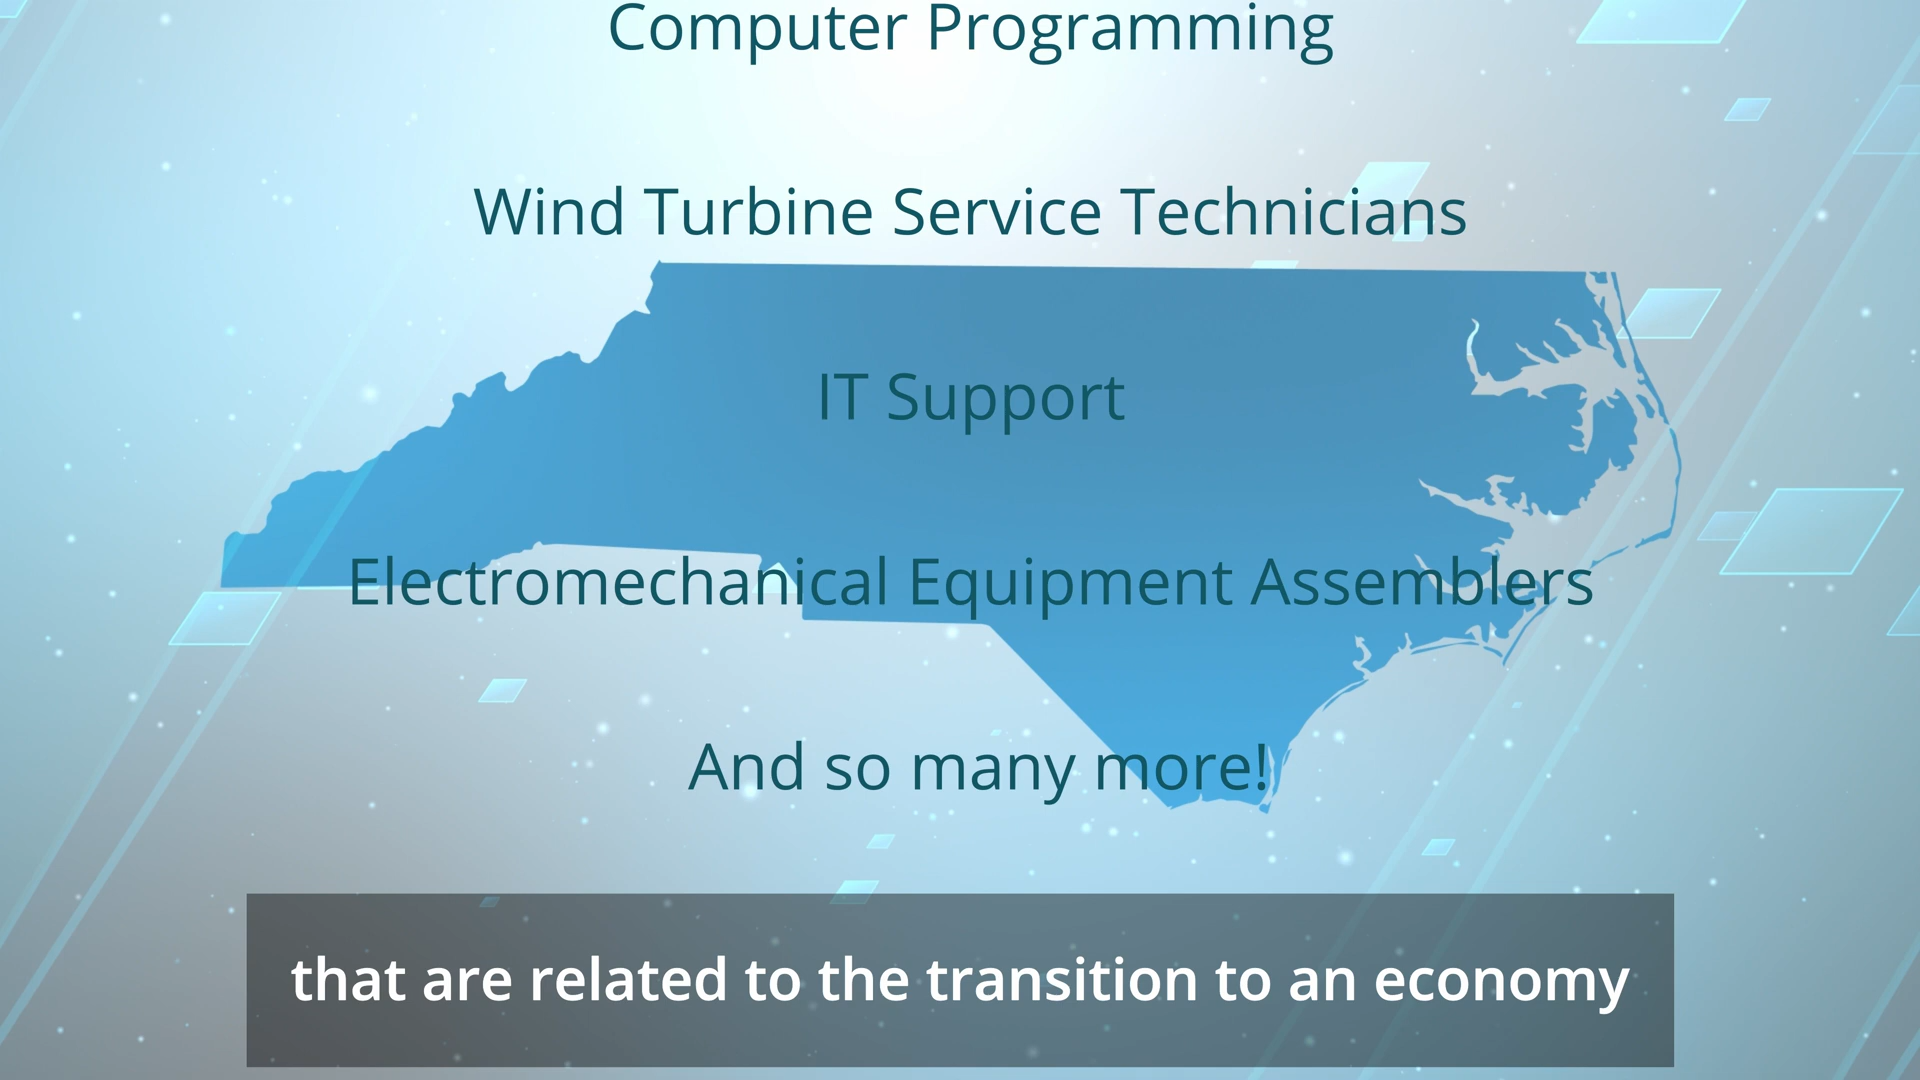 Computer Programming
Wind Turbine Service Technicians
IT Support
Electromechanical Equipment Assemblers
And so many more!
that are related to the transition to an economy